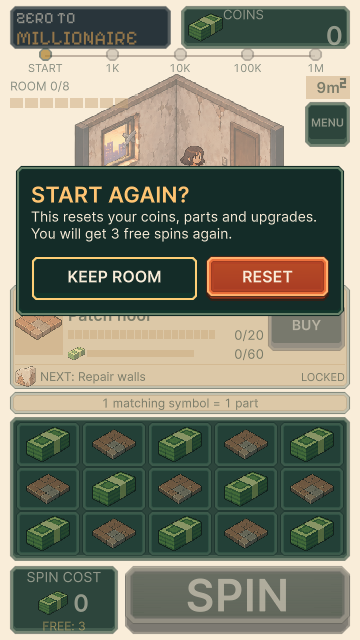 ZERO TO
MILLIONAIRE
COINS
0
START 1K 10K 100K 1M
ROOM 0/8
9m²
MENU
START AGAIN?
This resets your coins, parts and upgrades.
You will get 3 free spins again.
KEEP ROOM
RESET
Patch floor
0/20
BUY
0/60
NEXT: Repair walls
LOCKED
1 matching symbol = 1 part
SPIN COST
0
FREE: 3
SPIN